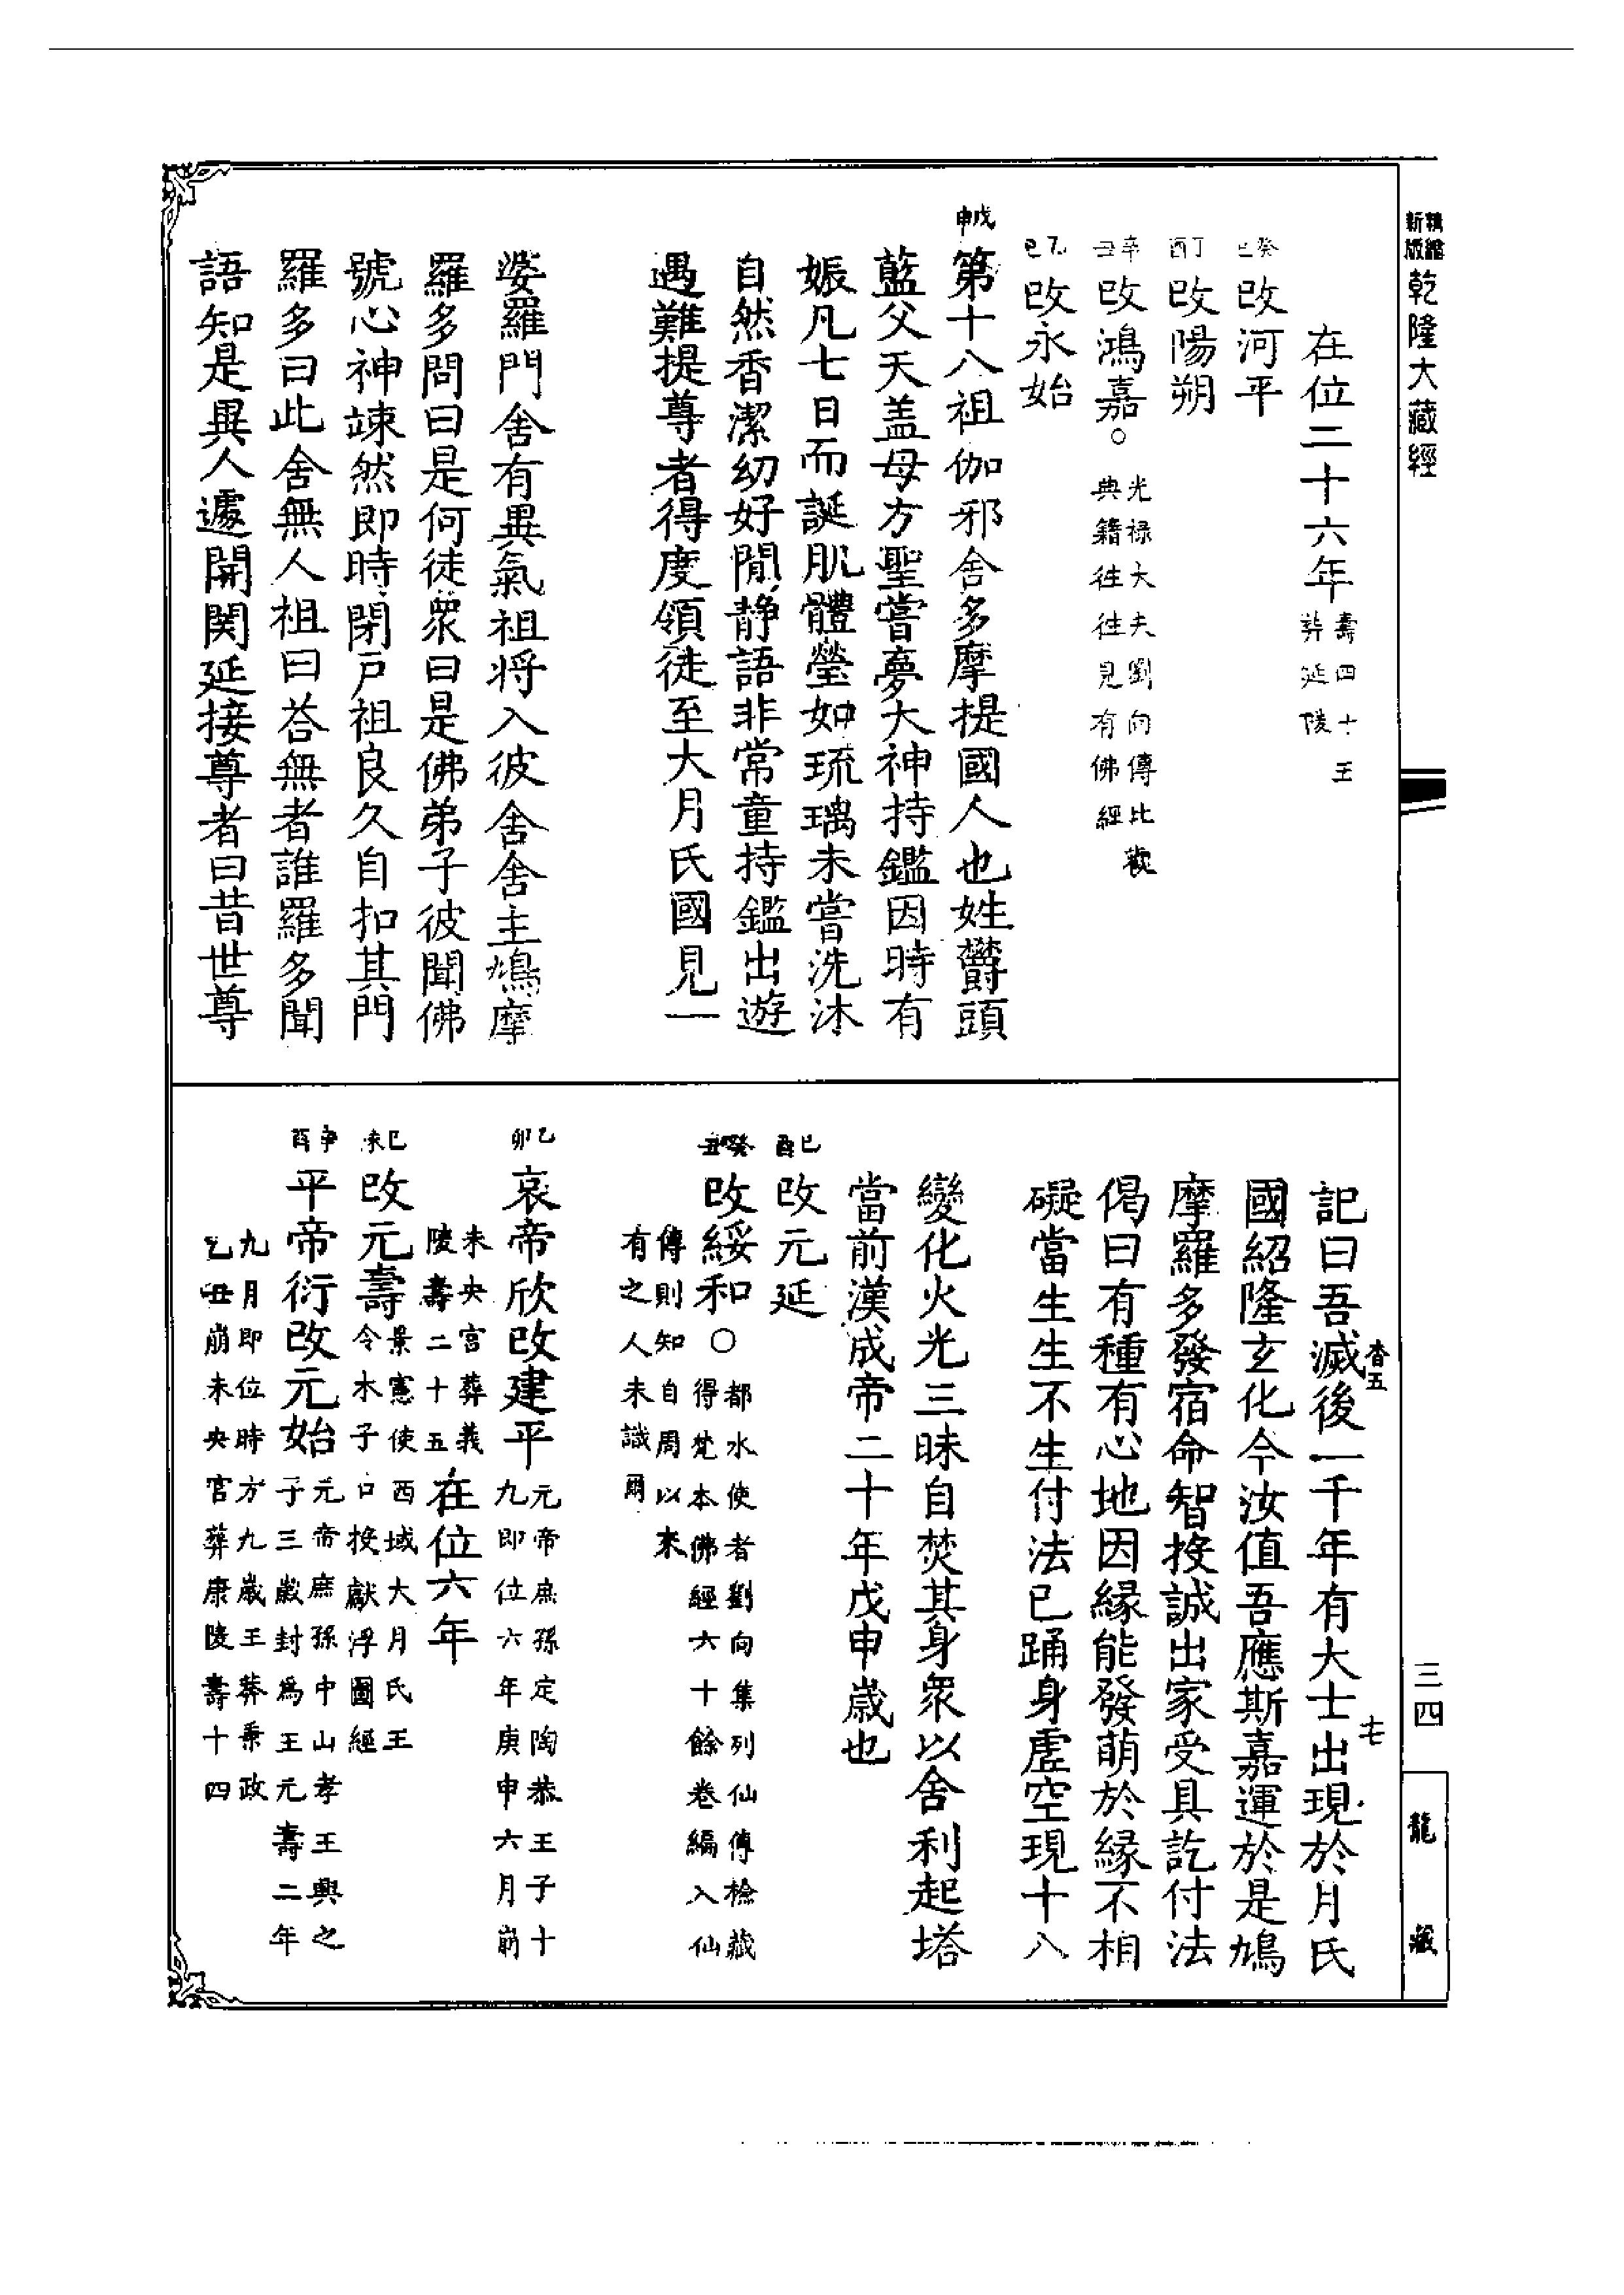 精縮新版乾隆大藏經
在位二十六年壽四十五葬延陵
癸巳改河平
丁酉改陽朔
辛丑改鴻嘉○光祿大夫劉向傳比觀典籍往往見有佛經
乙巳改永始
戊申第十八祖伽邪舍多摩提國人也姓欝頭
藍父天盖母方聖嘗夢大神持鑑因時有
娠凡七日而誕肌體瑩如琉璃未嘗洗沐
自然香潔幼好閒静語非常童持鑑出遊
遇難提尊者得度領徒至大月氏國見一
婆羅門舍有異氣祖将入彼舍舍主鳩摩
羅多問曰是何徒衆曰是佛弟子彼聞佛
號心神竦然即時閉戸祖良久自扣其門
羅多曰此舍無人祖曰荅無者誰羅多聞
語知是異人遽開関延接尊者曰昔世尊
記曰吾滅後一千年有大士出現於月氏
國紹隆玄化今汝值吾應斯嘉運於是鳩
摩羅多發宿命智投誠出家受具訖付法
偈曰有種有心地因緣能發萌於緣不相
礙當生生不生付法已踊身虛空現十八
變化火光三昧自焚其身衆以舍利起塔
當前漢成帝二十年戊申歲也
己酉改元延
癸丑改綏和○都水使者劉向集列仙傳檢藏得梵本佛經六十餘卷編入仙
傳則知自周以來有之人未識爾
乙卯哀帝欣改建平元帝庶孫定陶恭王子十九即位六年庚申六月崩
未央宮葬義陵壽二十五在位六年
己未改元壽景憲使西域大月氏王令木子口授獻浮圖經
辛酉平帝衍改元始元帝庶孫中山孝王興之子三歲封為王元壽二年
九月即位時方九歲王莽秉政乙丑崩未央宮葬康陵壽十四
杳五
七
三四
龍藏